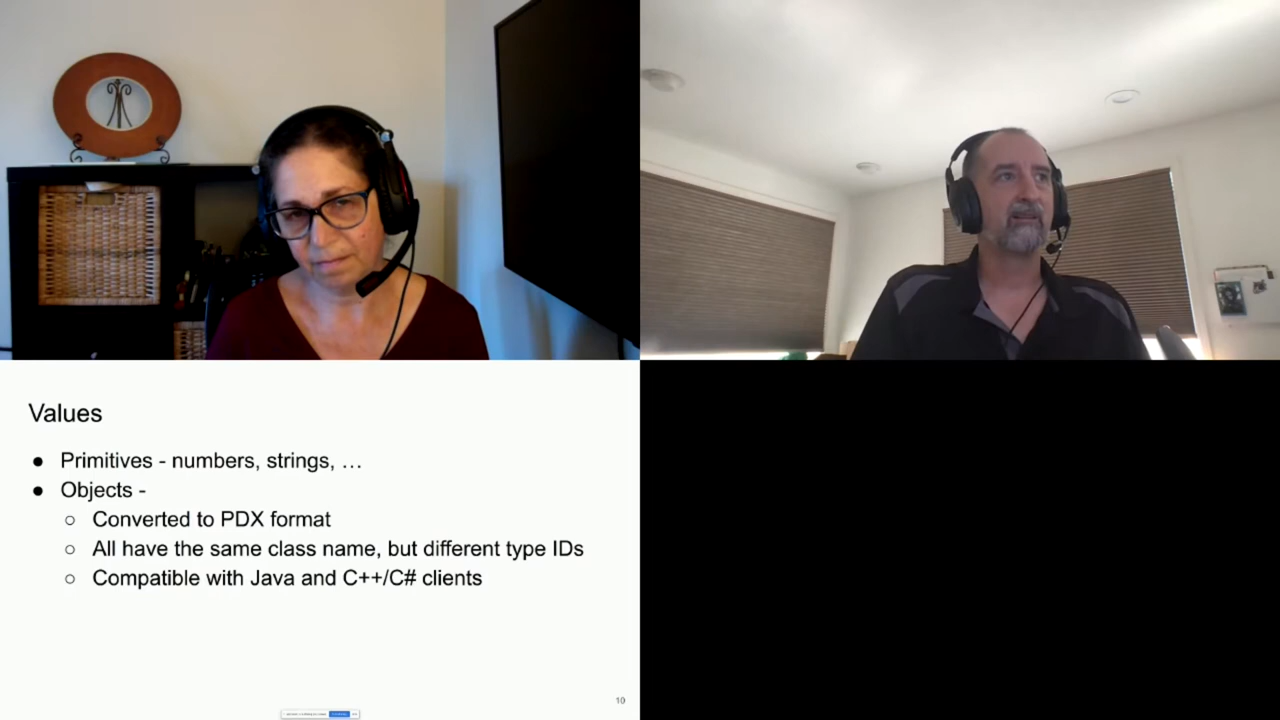 Values
● Primitives - numbers, strings, …
● Objects -
○ Converted to PDX format
○ All have the same class name, but different type IDs
○ Compatible with Java and C++/C# clients
10